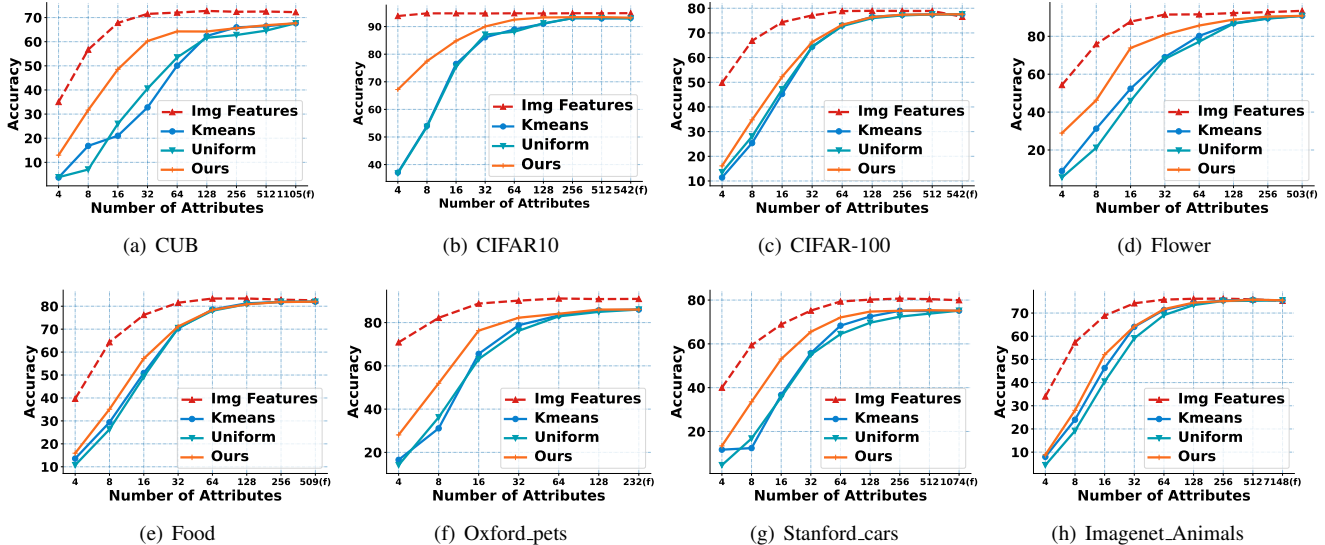 70
60
50
40
30
20
10
Accuracy
Img Features
Kmeans
Uniform
Ours
4 8 16 32 64 128 256 512 1105(f)
Number of Attributes
(a) CUB
90
80
70
60
50
40
Accuracy
Img Features
Kmeans
Uniform
Ours
4 8 16 32 64 128 256 512 542(f)
Number of Attributes
(b) CIFAR10
80
70
60
50
40
30
20
10
Accuracy
Img Features
Kmeans
Uniform
Ours
4 8 16 32 64 128 256 512 542(f)
Number of Attributes
(c) CIFAR-100
80
60
40
20
Accuracy
Img Features
Kmeans
Uniform
Ours
4 8 16 32 64 128 256 503(f)
Number of Attributes
(d) Flower
80
70
60
50
40
30
20
10
Accuracy
Img Features
Kmeans
Uniform
Ours
4 8 16 32 64 128 256 509(f)
Number of Attributes
(e) Food
80
60
40
20
Accuracy
Img Features
Kmeans
Uniform
Ours
4 8 16 32 64 128 232(f)
Number of Attributes
(f) Oxford_pets
80
60
40
20
Accuracy
Img Features
Kmeans
Uniform
Ours
4 8 16 32 64 128 256 512 1074(f)
Number of Attributes
(g) Stanford_cars
70
60
50
40
30
20
10
Accuracy
Img Features
Kmeans
Uniform
Ours
4 8 16 32 64 128 256 512 7148(f)
Number of Attributes
(h) Imagenet_Animals